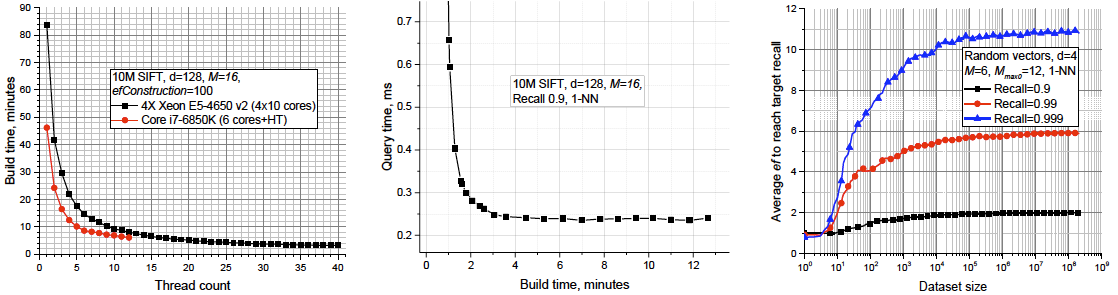 90
80
70
60
50
40
30
20
10
0
Build time, minutes
10M SIFT, d=128, M=16,
efConstruction=100
4X Xeon E5-4650 v2 (4x10 cores)
Core i7-6850K (6 cores+HT)
0 5 10 15 20 25 30 35 40
Thread count
0.7
0.6
0.5
0.4
0.3
0.2
Query time, ms
10M SIFT, d=128, M=16,
Recall 0.9, 1-NN
0 2 4 6 8 10 12
Build time, minutes
12
10
8
6
4
2
0
Average ef to reach target recall
Random vectors, d=4
M=6, Mmax0=12, 1-NN
Recall=0.9
Recall=0.99
Recall=0.999
10⁰ 10¹ 10² 10³ 10⁴ 10⁵ 10⁶ 10⁷ 10⁸ 10⁹
Dataset size